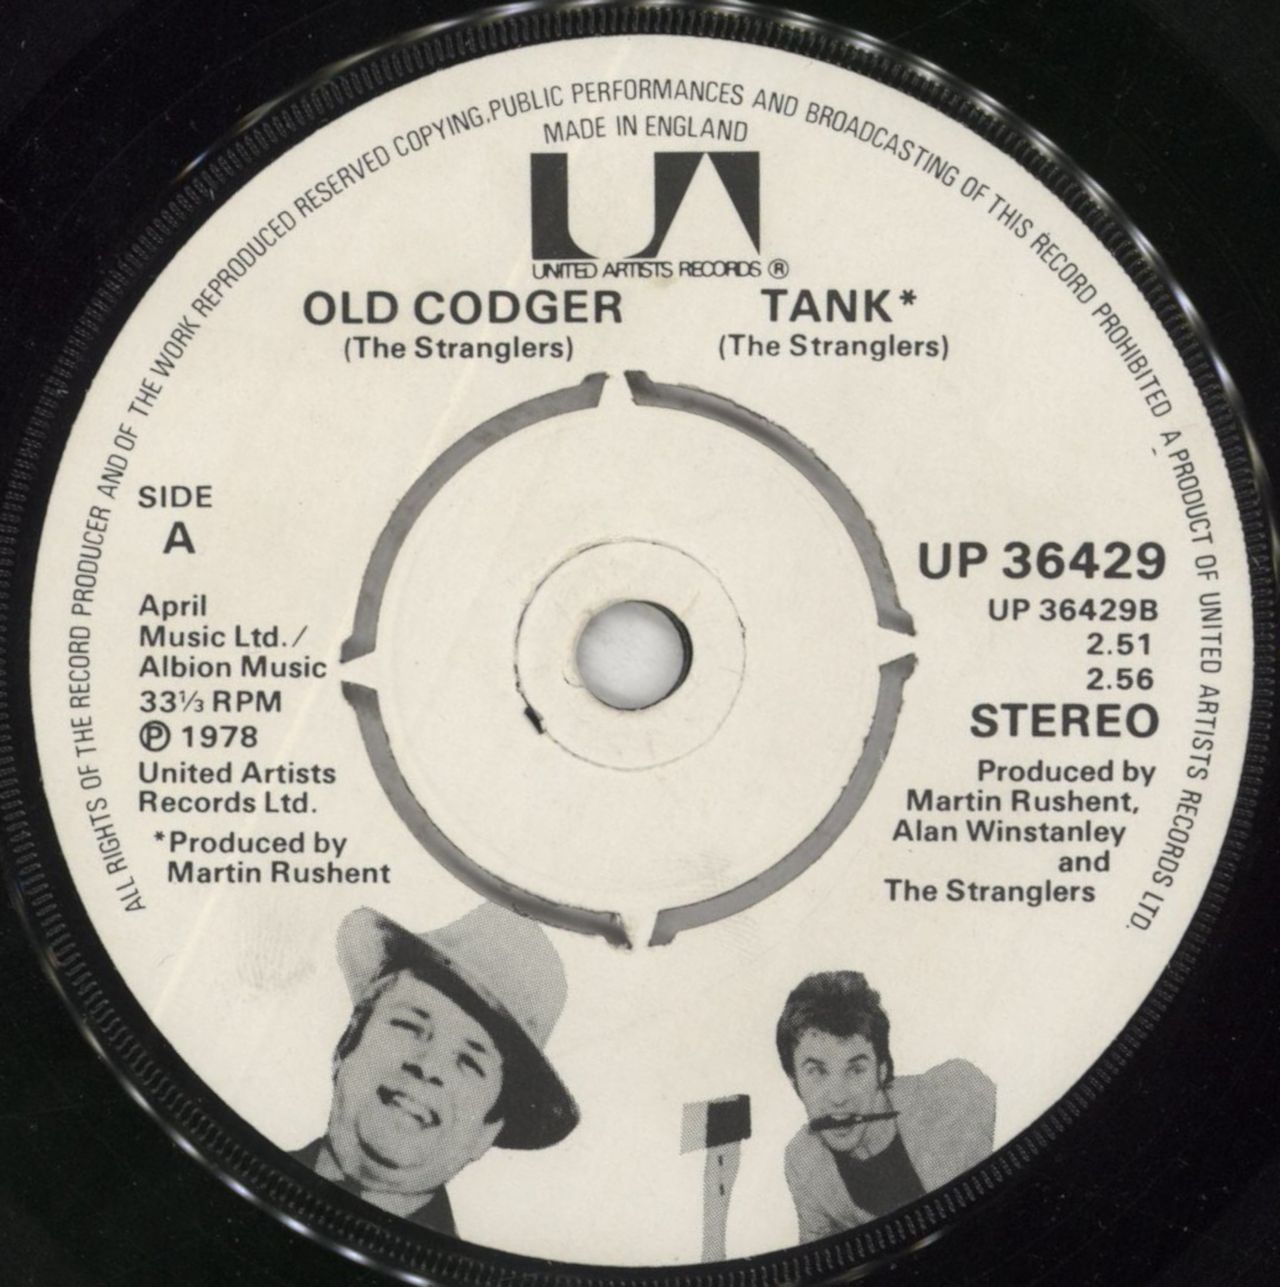 ALL RIGHTS OF THE RECORD PRODUCER AND OF THE WORK REPRODUCED RESERVED COPYING, PUBLIC PERFORMANCES AND BROADCASTING OF THIS RECORD PROHIBITED A PRODUCT OF UNITED ARTISTS RECORDS LTD.
MADE IN ENGLAND
UA
UNITED ARTISTS RECORDS ®
OLD CODGER
(The Stranglers)
TANK*
(The Stranglers)
SIDE
A
April
Music Ltd./
Albion Music
33⅓ RPM
℗ 1978
United Artists
Records Ltd.
*Produced by
Martin Rushent
UP 36429
UP 36429B
2.51
2.56
STEREO
Produced by
Martin Rushent,
Alan Winstanley
and
The Stranglers